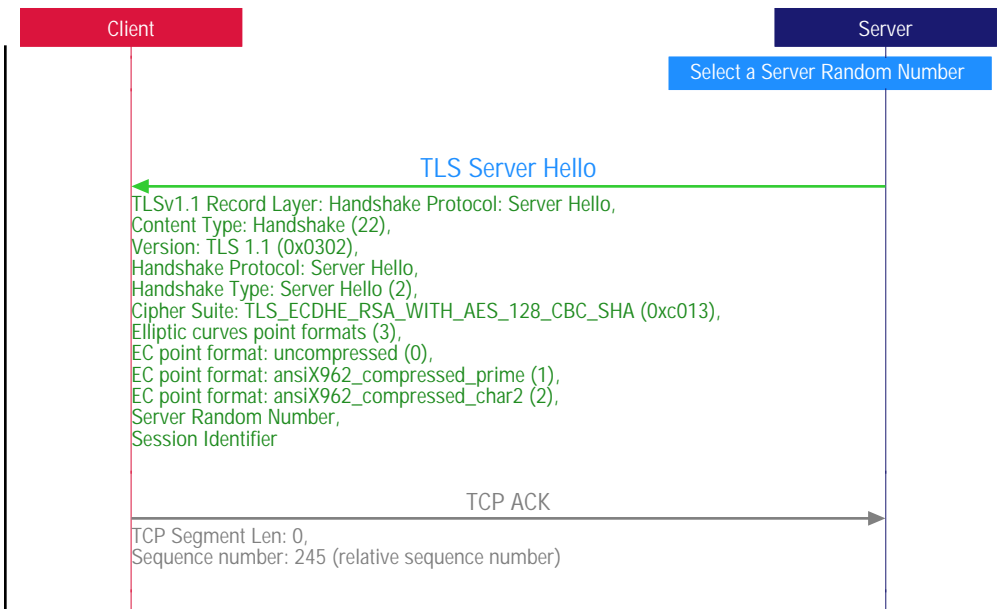 Client
Server
Select a Server Random Number
TLS Server Hello
TLSv1.1 Record Layer: Handshake Protocol: Server Hello,
Content Type: Handshake (22),
Version: TLS 1.1 (0x0302),
Handshake Protocol: Server Hello,
Handshake Type: Server Hello (2),
Cipher Suite: TLS_ECDHE_RSA_WITH_AES_128_CBC_SHA (0xc013),
Elliptic curves point formats (3),
EC point format: uncompressed (0),
EC point format: ansiX962_compressed_prime (1),
EC point format: ansiX962_compressed_char2 (2),
Server Random Number,
Session Identifier
TCP ACK
TCP Segment Len: 0,
Sequence number: 245 (relative sequence number)